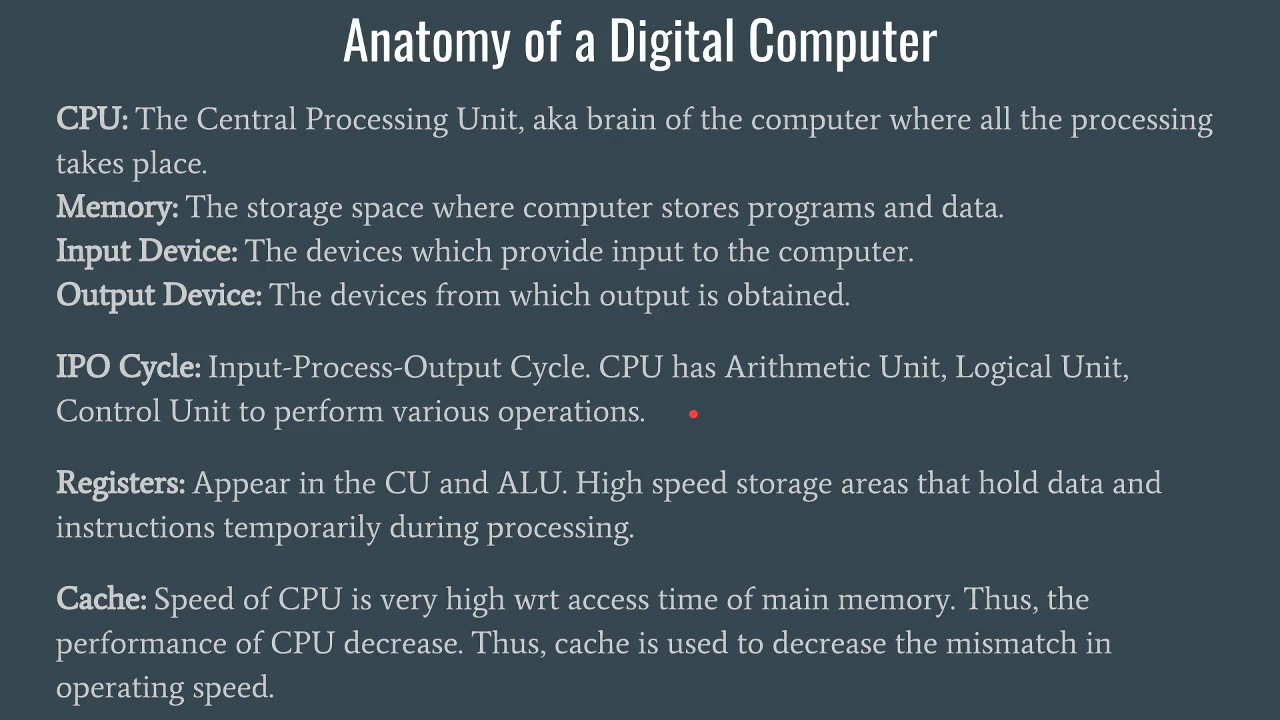 Anatomy of a Digital Computer
CPU: The Central Processing Unit, aka brain of the computer where all the processing
takes place.
Memory: The storage space where computer stores programs and data.
Input Device: The devices which provide input to the computer.
Output Device: The devices from which output is obtained.
IPO Cycle: Input-Process-Output Cycle. CPU has Arithmetic Unit, Logical Unit,
Control Unit to perform various operations.
Registers: Appear in the CU and ALU. High speed storage areas that hold data and
instructions temporarily during processing.
Cache: Speed of CPU is very high wrt access time of main memory. Thus, the
performance of CPU decrease. Thus, cache is used to decrease the mismatch in
operating speed.